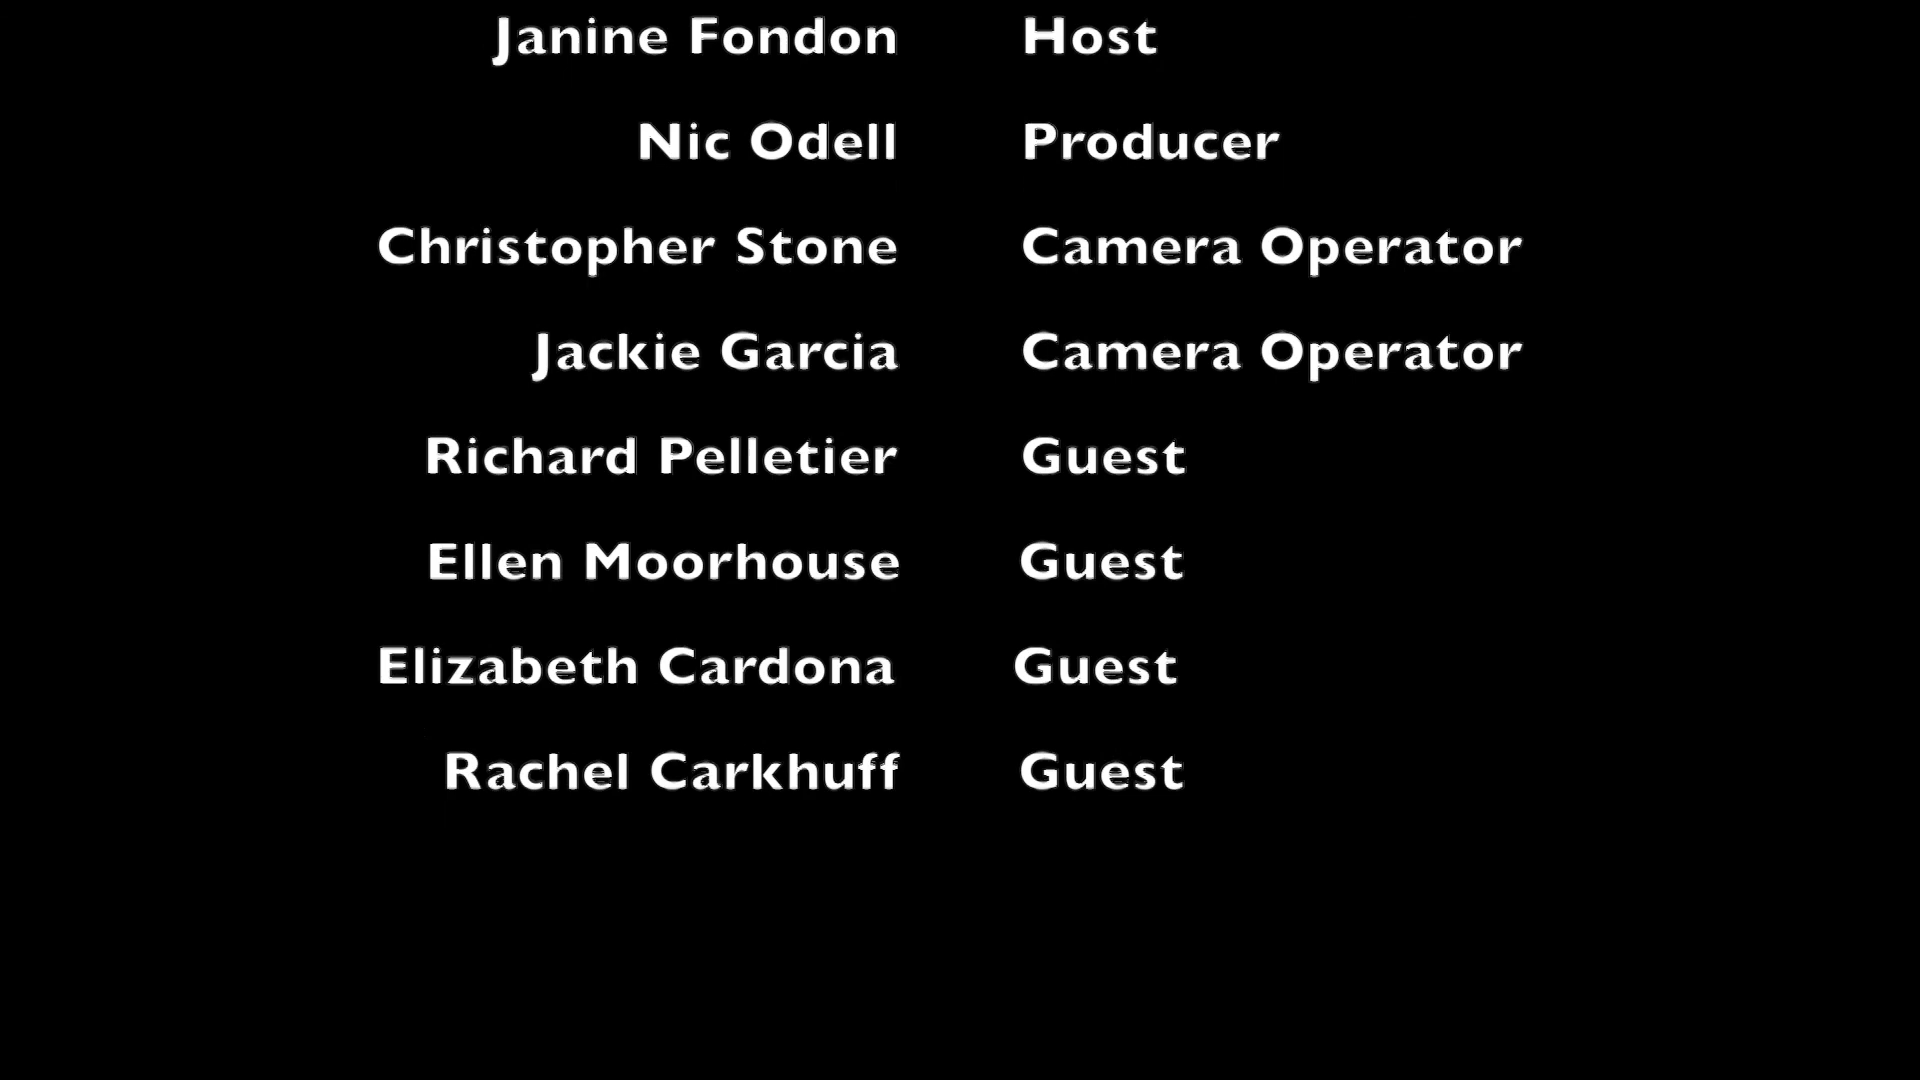 Janine Fondon Host
Nic Odell Producer
Christopher Stone Camera Operator
Jackie Garcia Camera Operator
Richard Pelletier Guest
Ellen Moorhouse Guest
Elizabeth Cardona Guest
Rachel Carkhuff Guest